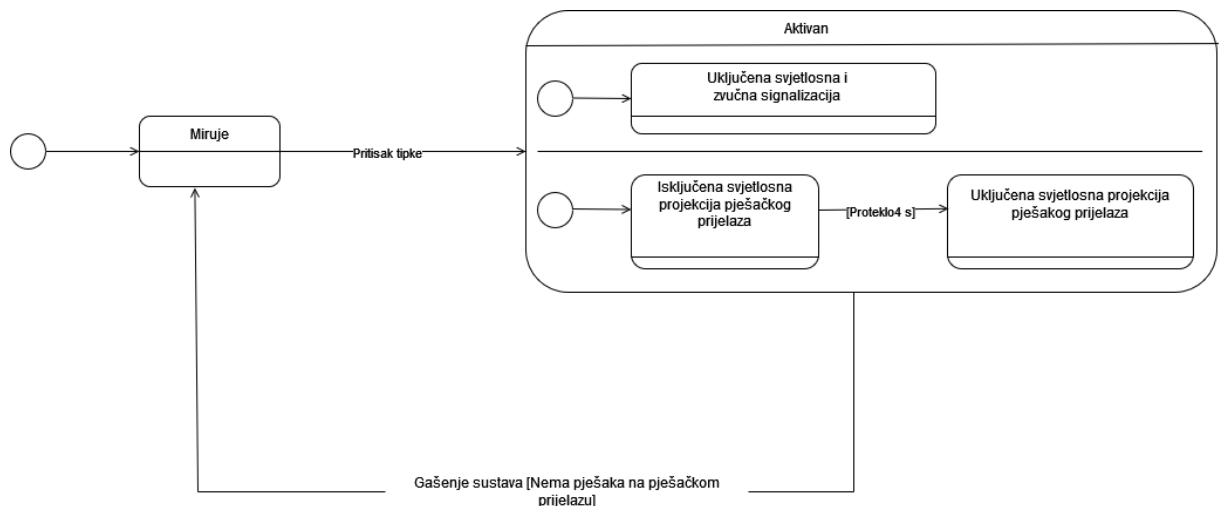 Aktivan
Uključena svjetlosna i
zvučna signalizacija
Miruje
Pritisak tipke
Isključena svjetlosna
projekcija pješačkog
prijelaza
[Proteklo4 s]
Uključena svjetlosna projekcija
pješakog prijelaza
Gašenje sustava [Nema pješaka na pješačkom
prijelazu]